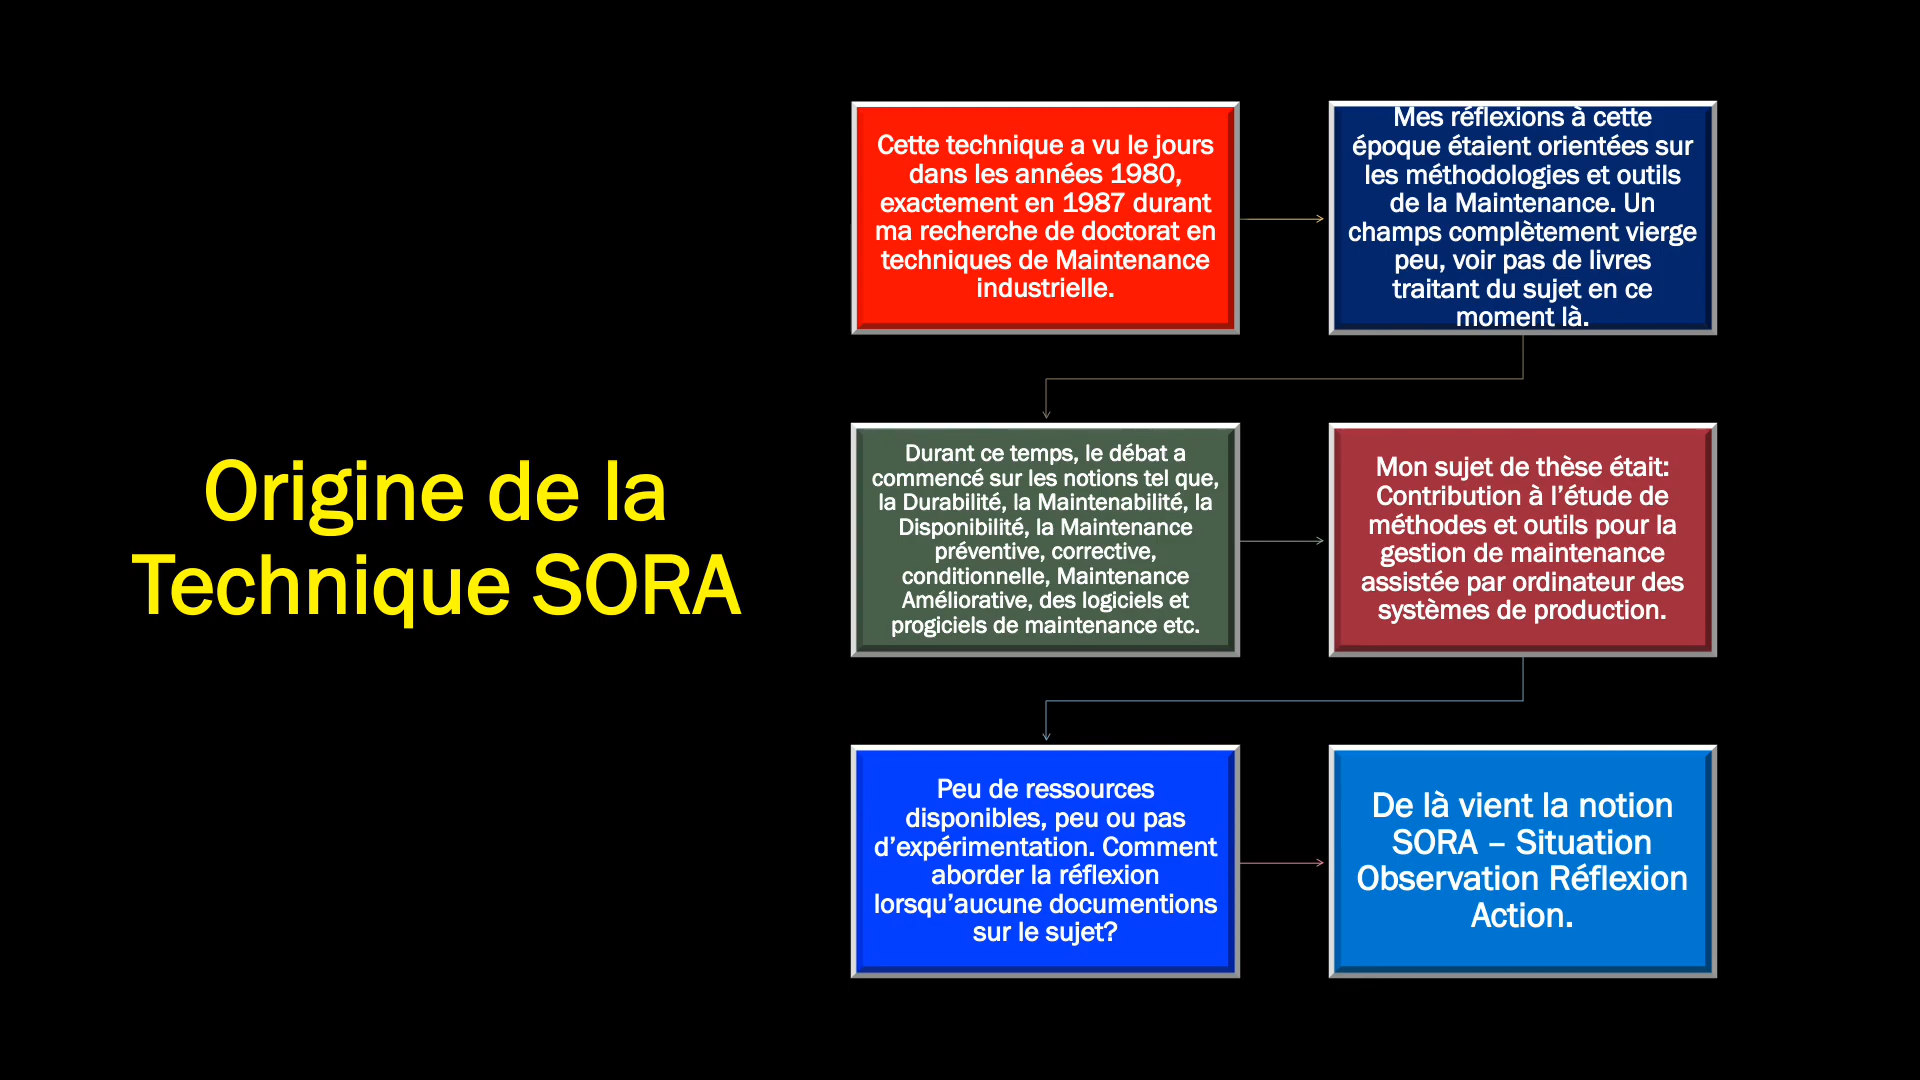 Origine de la
Technique SORA
Cette technique a vu le jours
dans les années 1980,
exactement en 1987 durant
ma recherche de doctorat en
techniques de Maintenance
industrielle.
Mes réflexions à cette
époque étaient orientées sur
les méthodologies et outils
de la Maintenance. Un
champs complètement vierge
peu, voir pas de livres
traitant du sujet en ce
moment là.
Durant ce temps, le débat a
commencé sur les notions tel que,
la Durabilité, la Maintenabilité, la
Disponibilité, la Maintenance
préventive, corrective,
conditionnelle, Maintenance
Améliorative, des logiciels et
progiciels de maintenance etc.
Mon sujet de thèse était:
Contribution à l’étude de
méthodes et outils pour la
gestion de maintenance
assistée par ordinateur des
systèmes de production.
Peu de ressources
disponibles, peu ou pas
d’expérimentation. Comment
aborder la réflexion
lorsqu’aucune documentions
sur le sujet?
De là vient la notion
SORA – Situation
Observation Réflexion
Action.